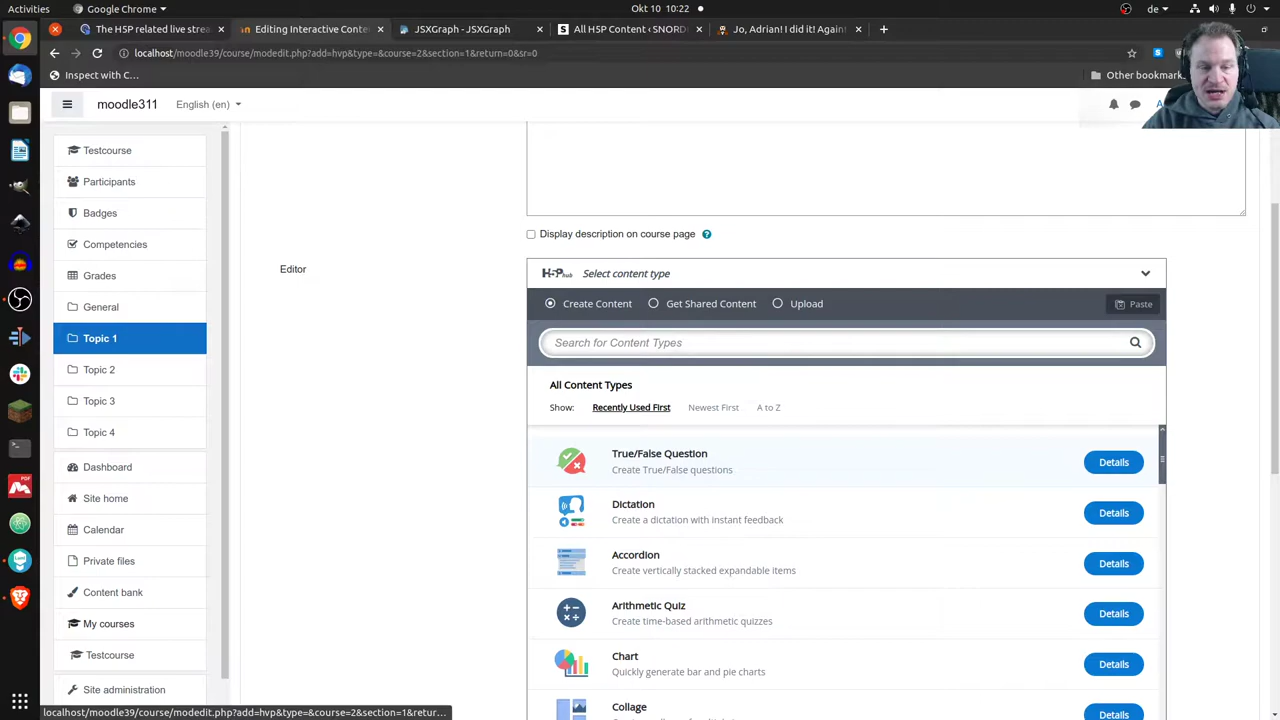 Activities
Google Chrome
Okt 10 10:22
de
The H5P related live strea
Editing Interactive Conte
JSXGraph - JSXGraph
All H5P Content ‹ SNORD
Jo, Adrian! I did it! Again!
localhost/moodle39/course/modedit.php?add=hvp&type=&course=2&section=1&return=0&sr=0
Inspect with C...
Other bookmark
moodle311
English (en)
A
Testcourse
Participants
Badges
Competencies
Grades
General
Topic 1
Topic 2
Topic 3
Topic 4
Dashboard
Site home
Calendar
Private files
Content bank
My courses
Testcourse
Site administration
Display description on course page
Editor
H5P hub
Select content type
Create Content
Get Shared Content
Upload
Paste
Search for Content Types
All Content Types
Show:
Recently Used First
Newest First
A to Z
True/False Question
Create True/False questions
Details
Dictation
Create a dictation with instant feedback
Details
Accordion
Create vertically stacked expandable items
Details
Arithmetic Quiz
Create time-based arithmetic quizzes
Details
Chart
Quickly generate bar and pie charts
Details
Collage
Details
localhost/moodle39/course/modedit.php?add=hvp&type=&course=2&section=1&retur...